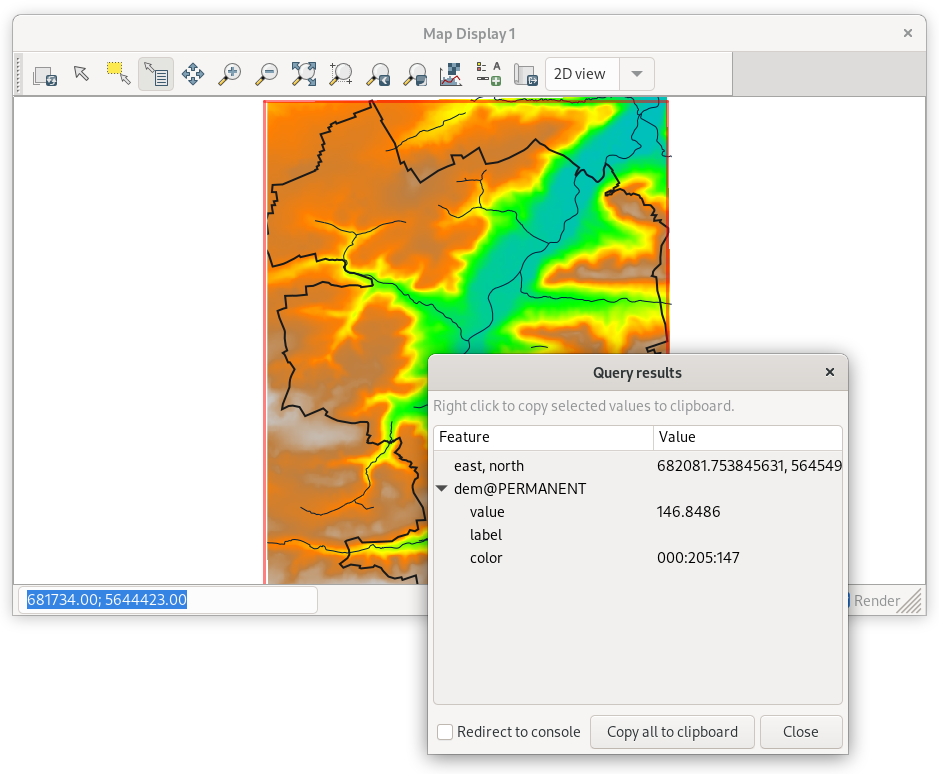 Map Display 1
2D view
Query results
Right click to copy selected values to clipboard.
Feature Value
east, north 682081.753845631, 564549
dem@PERMANENT
value 146.8486
label
color 000:205:147
681734.00; 5644423.00
Render
Redirect to console Copy all to clipboard Close